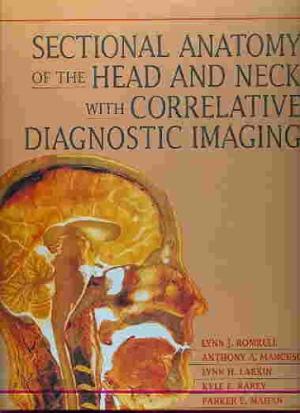 SECTIONAL ANATOMY
OF THE HEAD AND NECK
WITH CORRELATIVE
DIAGNOSTIC IMAGING
LYNN J. ROMRELL
ANTHONY A. MANCUSO
LYNN H. LARKIN
KYLE E. RAREY
PARKER E. MAHAN